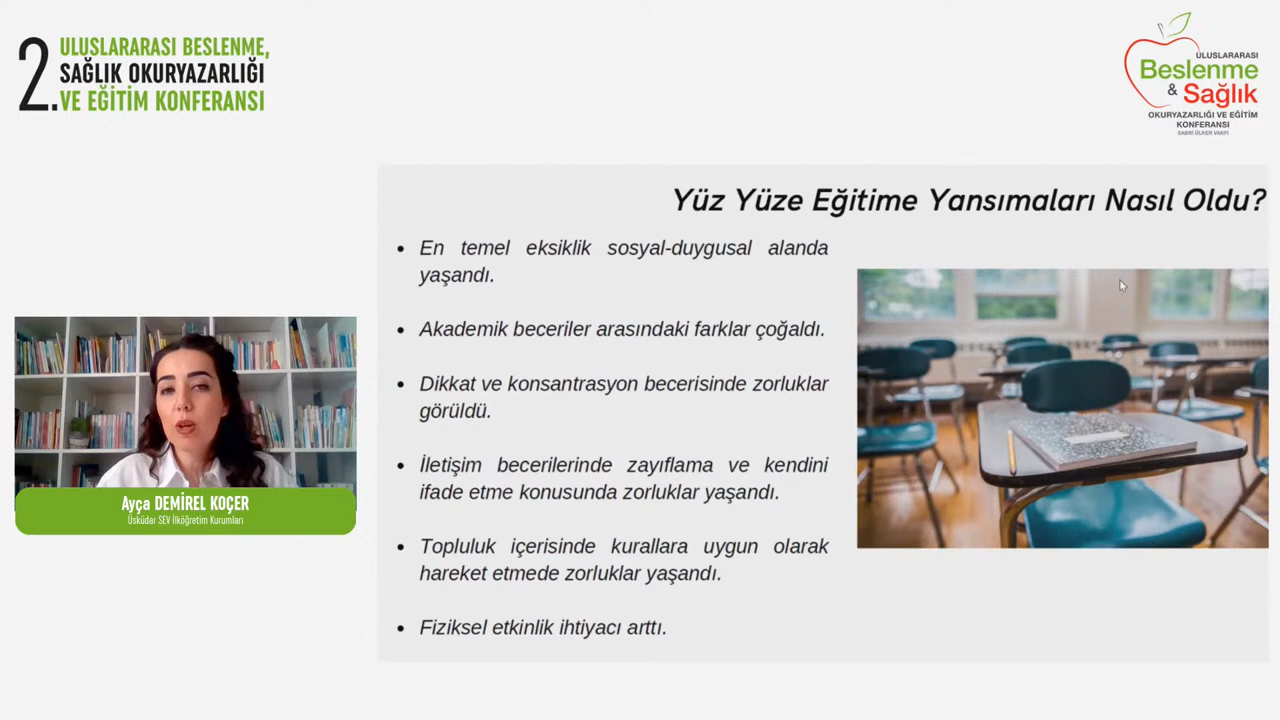 2.
ULUSLARARASI BESLENME,
SAĞLIK OKURYAZARLIĞI
VE EĞİTİM KONFERANSI
ULUSLARARASI
Beslenme
& Sağlık
OKURYAZARLIĞI VE EĞİTİM
KONFERANSI
SABRİ ÜLKER VAKFI
Yüz Yüze Eğitime Yansımaları Nasıl Oldu?
• En temel eksiklik sosyal-duygusal alanda
yaşandı.
• Akademik beceriler arasındaki farklar çoğaldı.
• Dikkat ve konsantrasyon becerisinde zorluklar
görüldü.
• İletişim becerilerinde zayıflama ve kendini
ifade etme konusunda zorluklar yaşandı.
• Topluluk içerisinde kurallara uygun olarak
hareket etmede zorluklar yaşandı.
• Fiziksel etkinlik ihtiyacı arttı.
Ayça DEMİREL KOÇER
Üsküdar SEV İlköğretim Kurumları